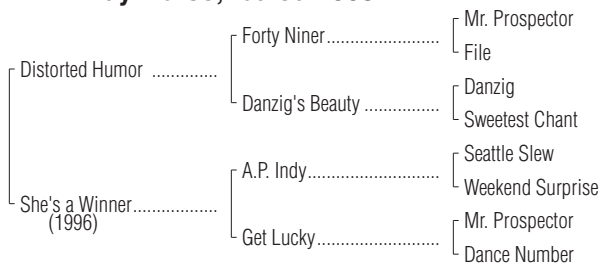 Mr. Prospector
Forty Niner
File
Distorted Humor
Danzig
Danzig's Beauty
Sweetest Chant
Seattle Slew
A.P. Indy
Weekend Surprise
She's a Winner
(1996)
Mr. Prospector
Get Lucky
Dance Number